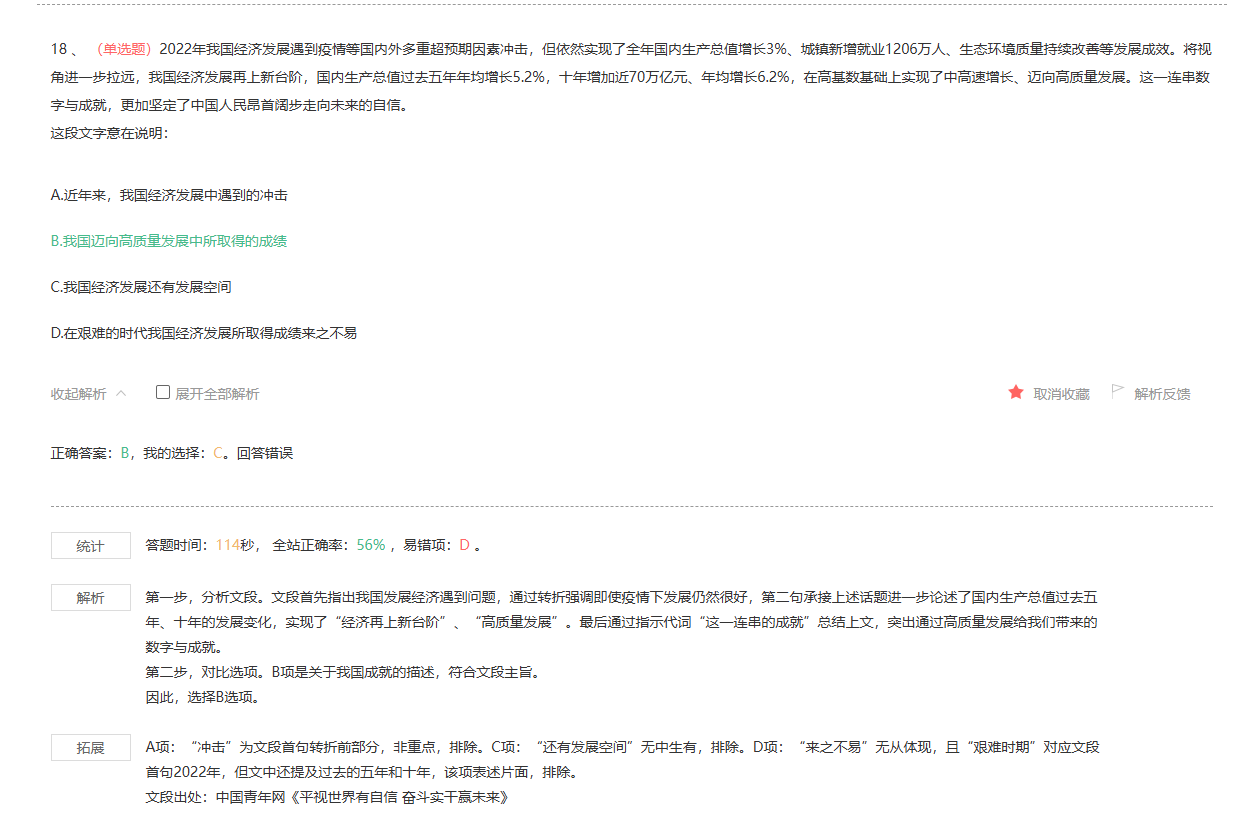 18 、 （单选题）2022年我国经济发展遇到疫情等国内外多重超预期因素冲击，但依然实现了全年国内生产总值增长3%、城镇新增就业1206万人、生态环境质量持续改善等发展成效。将视
角进一步拉远，我国经济发展再上新台阶，国内生产总值过去五年年均增长5.2%，十年增加近70万亿元、年均增长6.2%，在高基数基础上实现了中高速增长、迈向高质量发展。这一连串数
字与成就，更加坚定了中国人民昂首阔步走向未来的自信。
这段文字意在说明：
A.近年来，我国经济发展中遇到的冲击
B.我国迈向高质量发展中所取得的成绩
C.我国经济发展还有发展空间
D.在艰难的时代我国经济发展所取得成绩来之不易
收起解析 展开全部解析 取消收藏 解析反馈
正确答案：B，我的选择：C。回答错误
统计 答题时间：114秒， 全站正确率：56% ，易错项：D 。
解析 第一步，分析文段。文段首先指出我国发展经济遇到问题，通过转折强调即使疫情下发展仍然很好，第二句承接上述话题进一步论述了国内生产总值过去五
年、十年的发展变化，实现了“经济再上新台阶”、“高质量发展”。最后通过指示代词“这一连串的成就”总结上文，突出通过高质量发展给我们带来的
数字与成就。
第二步，对比选项。B项是关于我国成就的描述，符合文段主旨。
因此，选择B选项。
拓展 A项：“冲击”为文段首句转折前部分，非重点，排除。C项：“还有发展空间”无中生有，排除。D项：“来之不易”无从体现，且“艰难时期”对应文段
首句2022年，但文中还提及过去的五年和十年，该项表述片面，排除。
文段出处：中国青年网《平视世界有自信 奋斗实干赢未来》